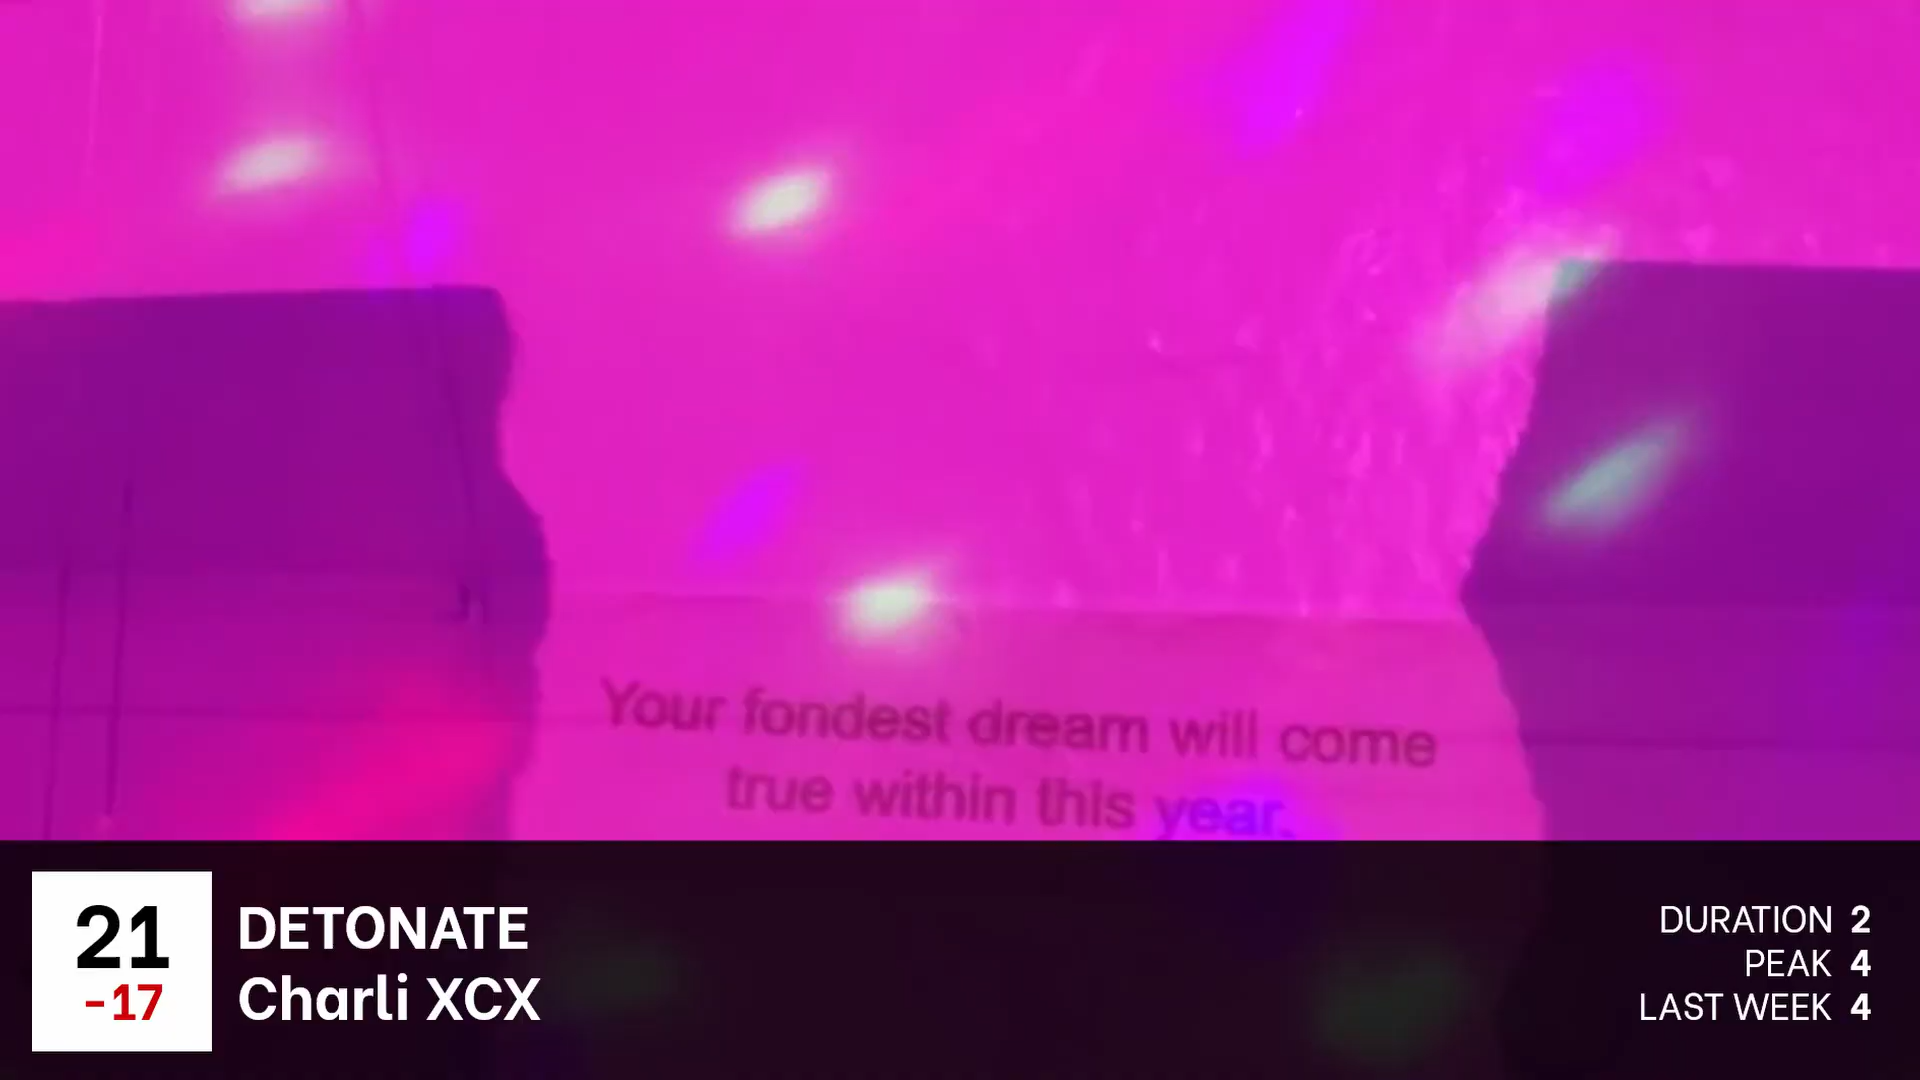 Your fondest dream will come
true within this year.
21
-17
DETONATE
Charli XCX
DURATION 2
PEAK 4
LAST WEEK 4